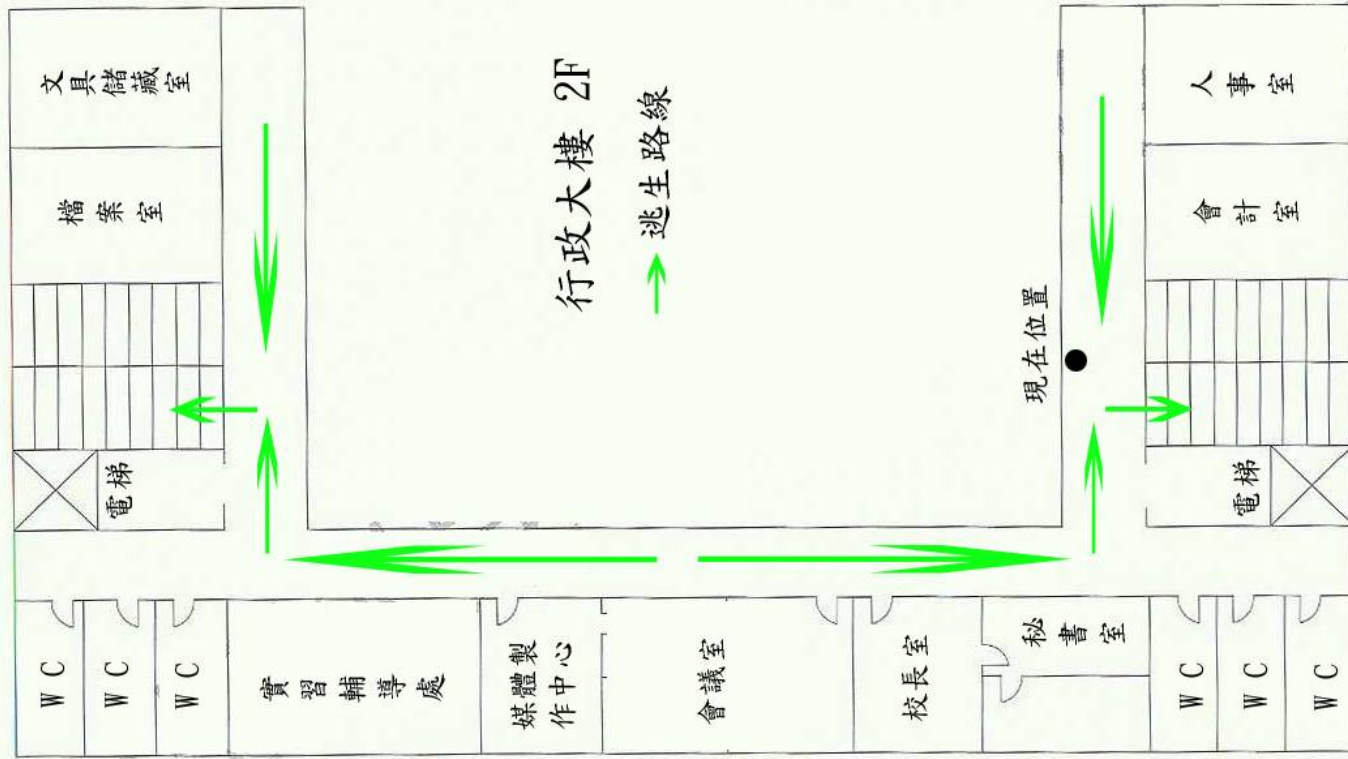 WC
WC
WC
秘書室
校長室
會議室
媒體製
作中心
實習輔導處
WC
WC
WC
電梯
電梯
現在位置
行政大樓 2F
逃生路線
會計室
檔案室
人事室
文具儲藏室